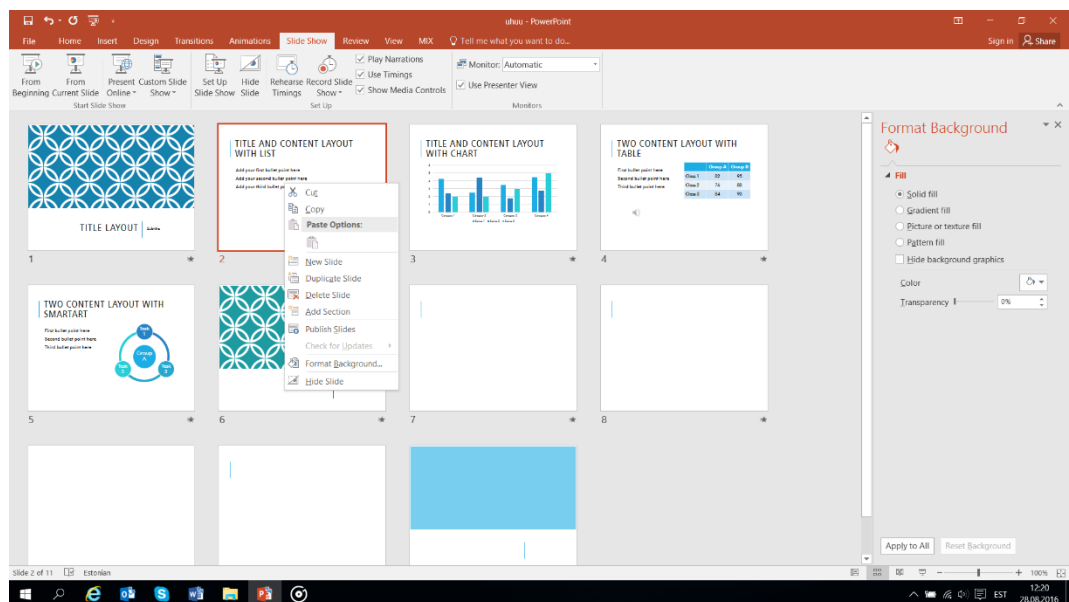 uhuu - PowerPoint
File Home Insert Design Transitions Animations Slide Show Review View MIX Tell me what you want to do... Sign in Share
From Beginning
From Current Slide
Present Online
Custom Slide Show
Set Up Slide Show
Hide Slide
Rehearse Timings
Record Slide Show
Play Narrations
Use Timings
Show Media Controls
Monitor: Automatic
Use Presenter View
Start Slide Show Set Up Monitors
TITLE LAYOUT
1
TITLE AND CONTENT LAYOUT
WITH LIST
Add your first bullet point here
Add your second bullet point here
Add your third bullet
2
TITLE AND CONTENT LAYOUT
WITH CHART
3
TWO CONTENT LAYOUT WITH
TABLE
First bullet point here
Second bullet point here
Third bullet point here
Group A Group B
Class 1 82 95
Class 2 76 88
Class 3 84 90
4
Cut
Copy
Paste Options:
New Slide
Duplicate Slide
Delete Slide
Add Section
Publish Slides
Check for Updates
Format Background...
Hide Slide
TWO CONTENT LAYOUT WITH
SMARTART
First bullet point here
Second bullet point here
Third bullet point here
Group
A
5
6
7
8
Format Background
Fill
Solid fill
Gradient fill
Picture or texture fill
Pattern fill
Hide background graphics
Color
Transparency 0%
Apply to All Reset Background
Slide 2 of 11 Estonian 100%
EST
12:20
28.08.2016